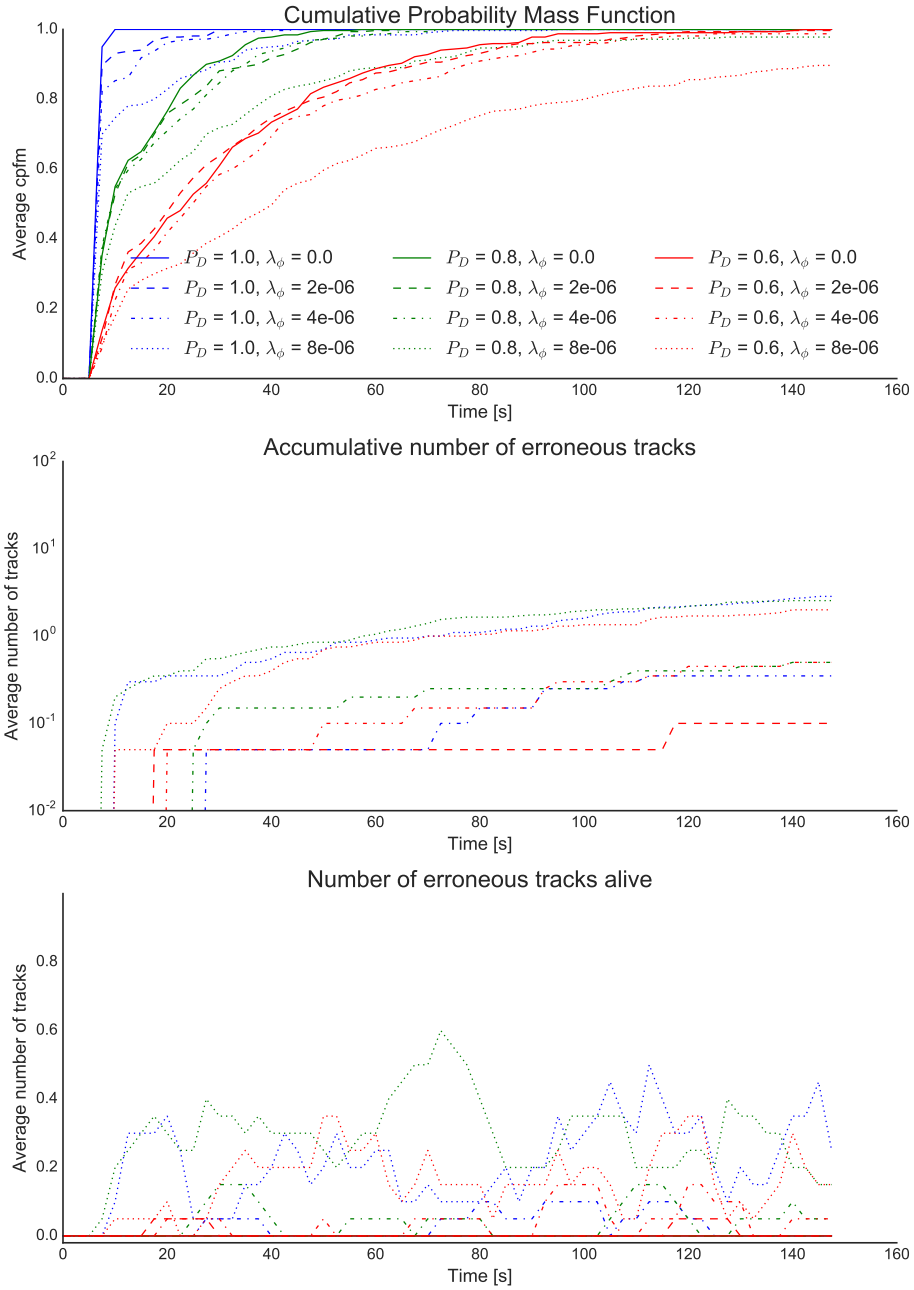 Cumulative Probability Mass Function
1.0
0.8
0.6
0.4
0.2
0.0
Average cpfm
P_D = 1.0, λ_ϕ = 0.0
P_D = 0.8, λ_ϕ = 0.0
P_D = 0.6, λ_ϕ = 0.0
P_D = 1.0, λ_ϕ = 2e-06
P_D = 0.8, λ_ϕ = 2e-06
P_D = 0.6, λ_ϕ = 2e-06
P_D = 1.0, λ_ϕ = 4e-06
P_D = 0.8, λ_ϕ = 4e-06
P_D = 0.6, λ_ϕ = 4e-06
P_D = 1.0, λ_ϕ = 8e-06
P_D = 0.8, λ_ϕ = 8e-06
P_D = 0.6, λ_ϕ = 8e-06
0 20 40 60 80 100 120 140 160
Time [s]
Accumulative number of erroneous tracks
10^2
10^1
10^0
10^-1
10^-2
Average number of tracks
0 20 40 60 80 100 120 140 160
Time [s]
Number of erroneous tracks alive
0.8
0.6
0.4
0.2
0.0
Average number of tracks
0 20 40 60 80 100 120 140 160
Time [s]